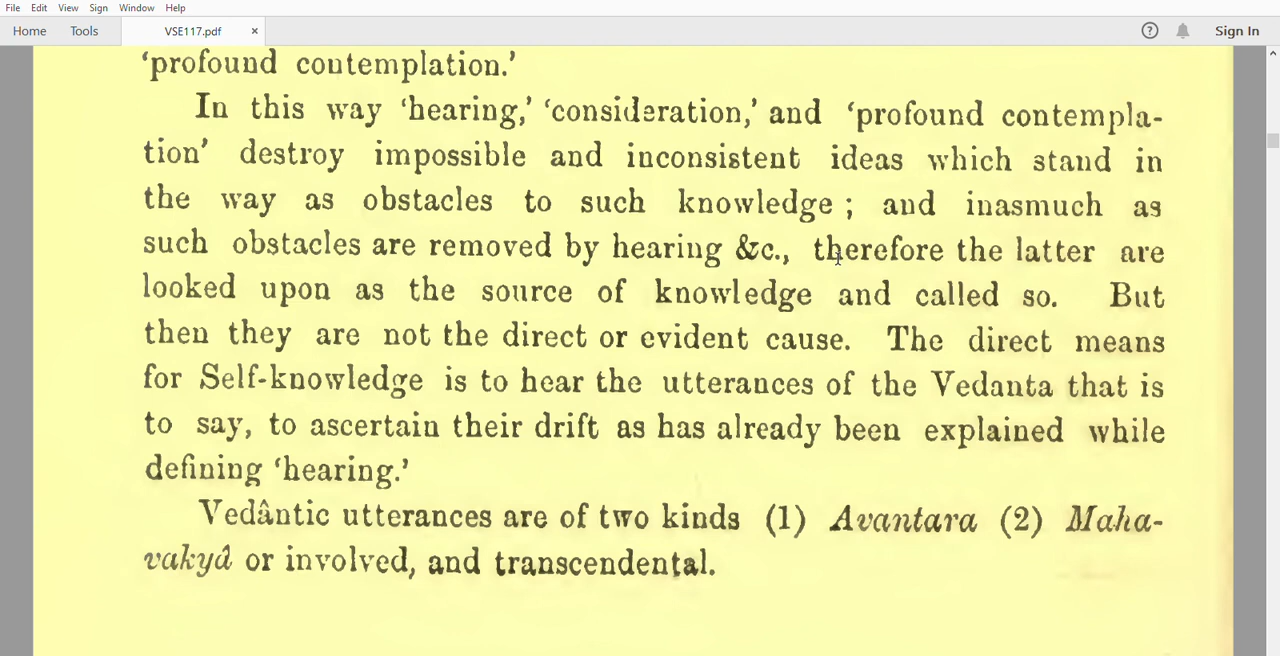 File Edit View Sign Window Help
Home Tools VSE117.pdf × ? Sign In
‘profound contemplation.’
In this way ‘hearing,’ ‘consideration,’ and ‘profound contempla-
tion’ destroy impossible and inconsistent ideas which stand in
the way as obstacles to such knowledge ; and inasmuch as
such obstacles are removed by hearing &c., therefore the latter are
looked upon as the source of knowledge and called so. But
then they are not the direct or evident cause. The direct means
for Self-knowledge is to hear the utterances of the Vedanta that is
to say, to ascertain their drift as has already been explained while
defining ‘hearing.’
Vedântic utterances are of two kinds (1) Avantara (2) Maha-
vakyâ or involved, and transcendental.